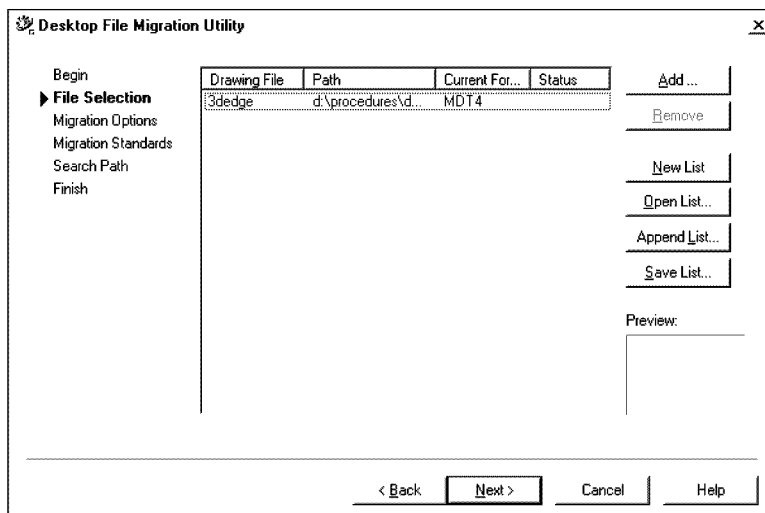 Desktop File Migration Utility
Begin
File Selection
Migration Options
Migration Standards
Search Path
Finish
Drawing File Path Current For... Status
3dedge d:\procedures\d... MDT4
Add ...
Remove
New List
Open List...
Append List...
Save List...
Preview:
< Back Next > Cancel Help